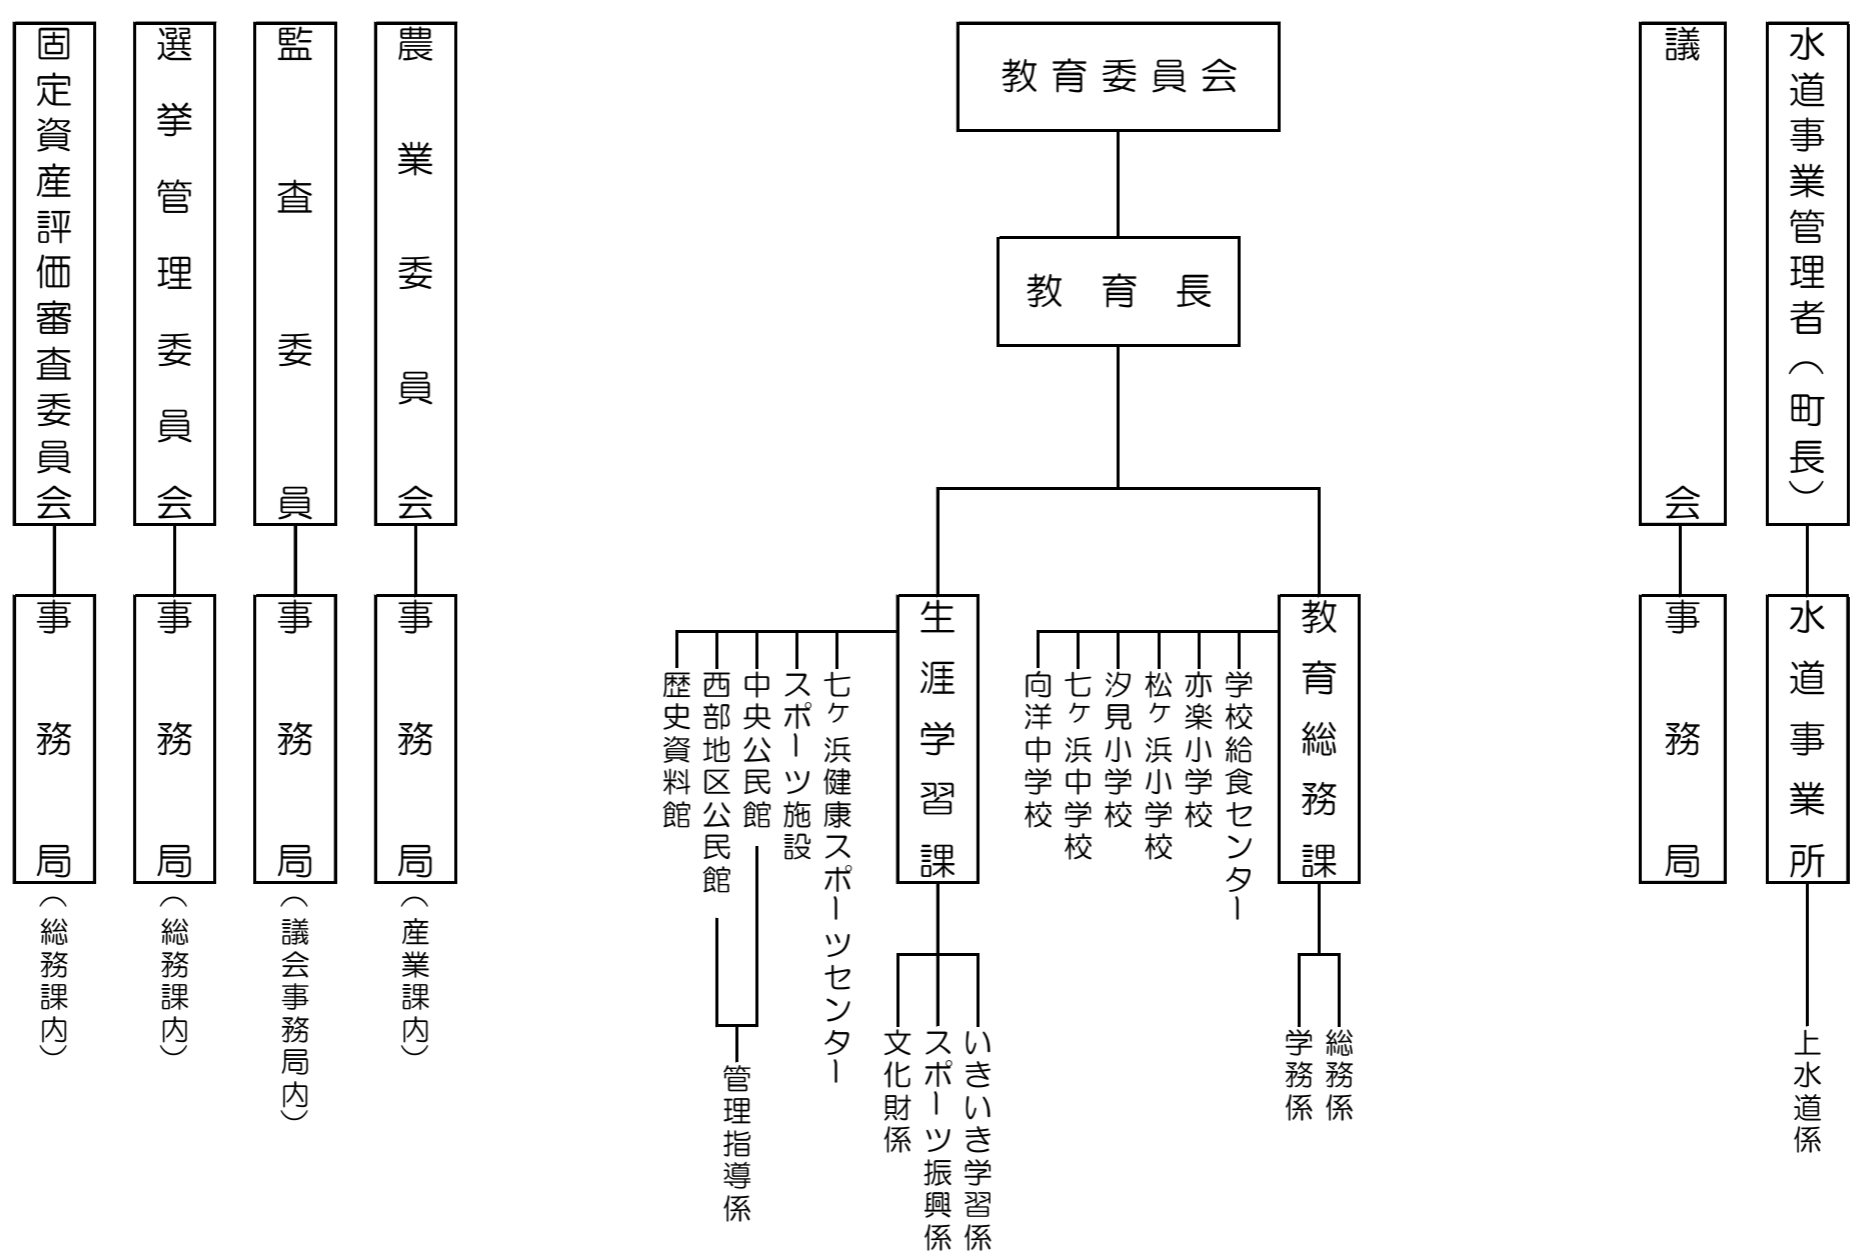 水道事業管理者（町長）
水道事業所
上水道係
議会
事務局
教育委員会
教育長
教育総務課
学校給食センター
亦楽小学校
松ケ浜小学校
汐見小学校
七ケ浜中学校
向洋中学校
総務係
学務係
生涯学習課
七ケ浜健康スポーツセンター
スポーツ施設
中央公民館
西部地区公民館
歴史資料館
管理指導係
いきいき学習係
スポーツ振興係
文化財係
農業委員会
事務局
（産業課内）
監査委員
事務局
（議会事務局内）
選挙管理委員会
事務局
（総務課内）
固定資産評価審査委員会
事務局
（総務課内）